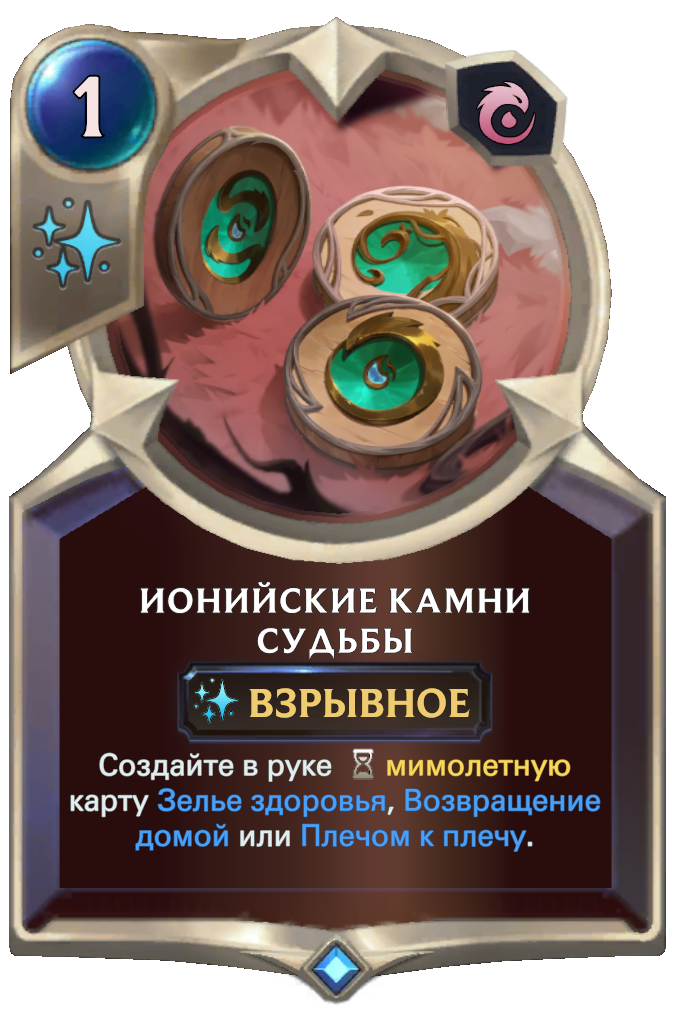 1
ИОНИЙСКИЕ КАМНИ
СУДЬБЫ
ВЗРЫВНОЕ
Создайте в руке мимолетную
карту Зелье здоровья, Возвращение
домой или Плечом к плечу.